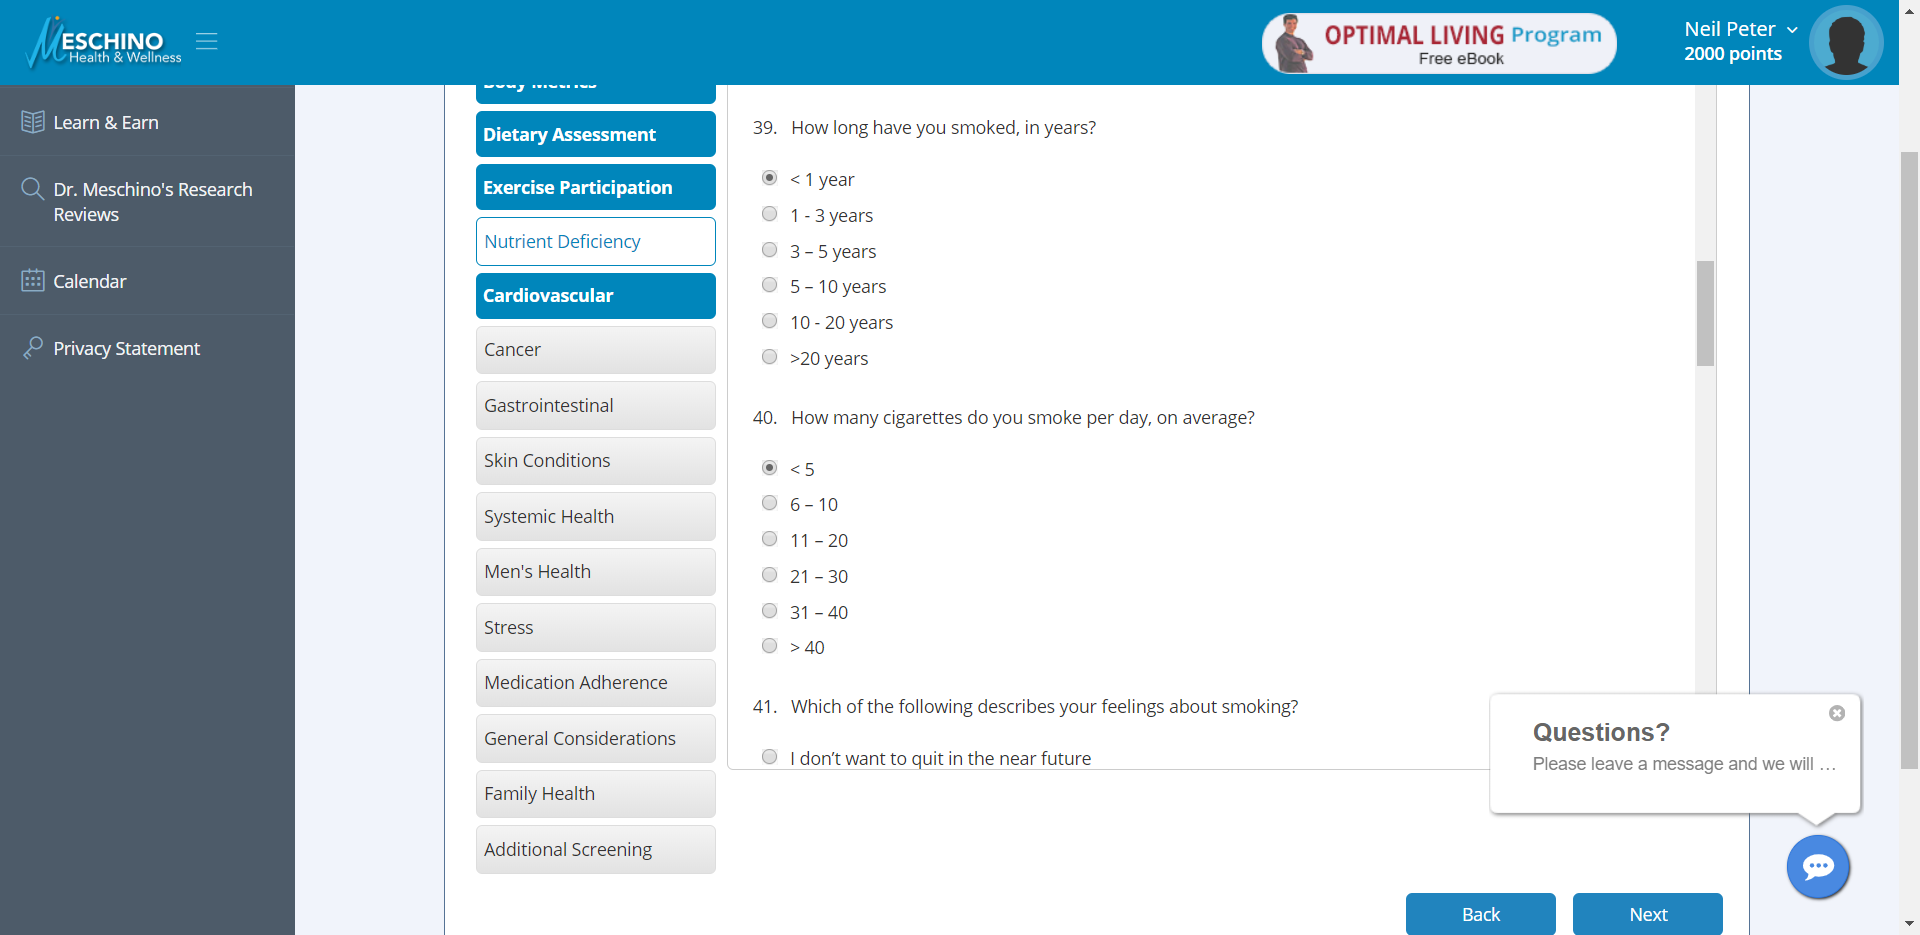 MESCHINO
Health & Wellness
OPTIMAL LIVING Program
Free eBook
Neil Peter
2000 points
Learn & Earn
Dr. Meschino's Research
Reviews
Calendar
Privacy Statement
Body Metrics
Dietary Assessment
Exercise Participation
Nutrient Deficiency
Cardiovascular
Cancer
Gastrointestinal
Skin Conditions
Systemic Health
Men's Health
Stress
Medication Adherence
General Considerations
Family Health
Additional Screening
39. How long have you smoked, in years?
< 1 year
1 - 3 years
3 – 5 years
5 – 10 years
10 - 20 years
>20 years
40. How many cigarettes do you smoke per day, on average?
< 5
6 – 10
11 – 20
21 – 30
31 – 40
> 40
41. Which of the following describes your feelings about smoking?
I don’t want to quit in the near future
Questions?
Please leave a message and we will ...
Back
Next